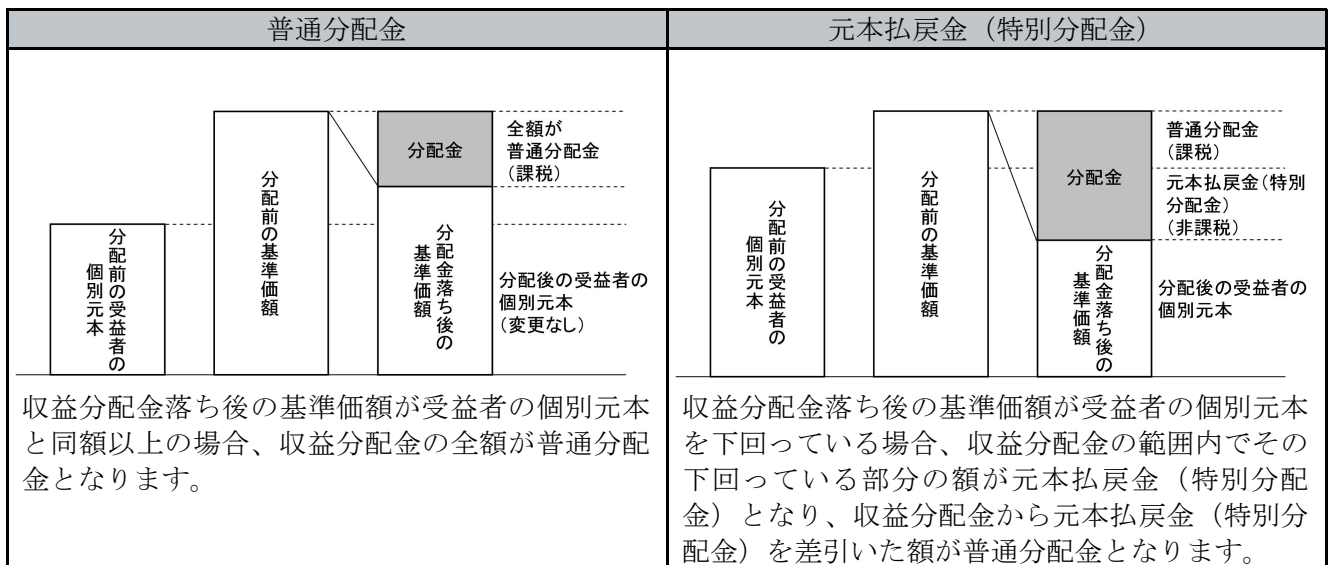 普通分配金
分配前の受益者の
個別元本
分配前の基準価額
分配金
分配金落ち後の
基準価額
全額が
普通分配金
(課税)
分配後の受益者の
個別元本
(変更なし)
収益分配金落ち後の基準価額が受益者の個別元本
と同額以上の場合、収益分配金の全額が普通分配
金となります。
元本払戻金（特別分配金）
分配前の受益者の
個別元本
分配前の基準価額
分配金
分配金落ち後の
基準価額
普通分配金
(課税)
元本払戻金(特別
分配金)
(非課税)
分配後の受益者の
個別元本
収益分配金落ち後の基準価額が受益者の個別元本
を下回っている場合、収益分配金の範囲内でその
下回っている部分の額が元本払戻金（特別分配
金）となり、収益分配金から元本払戻金（特別分
配金）を差引いた額が普通分配金となります。